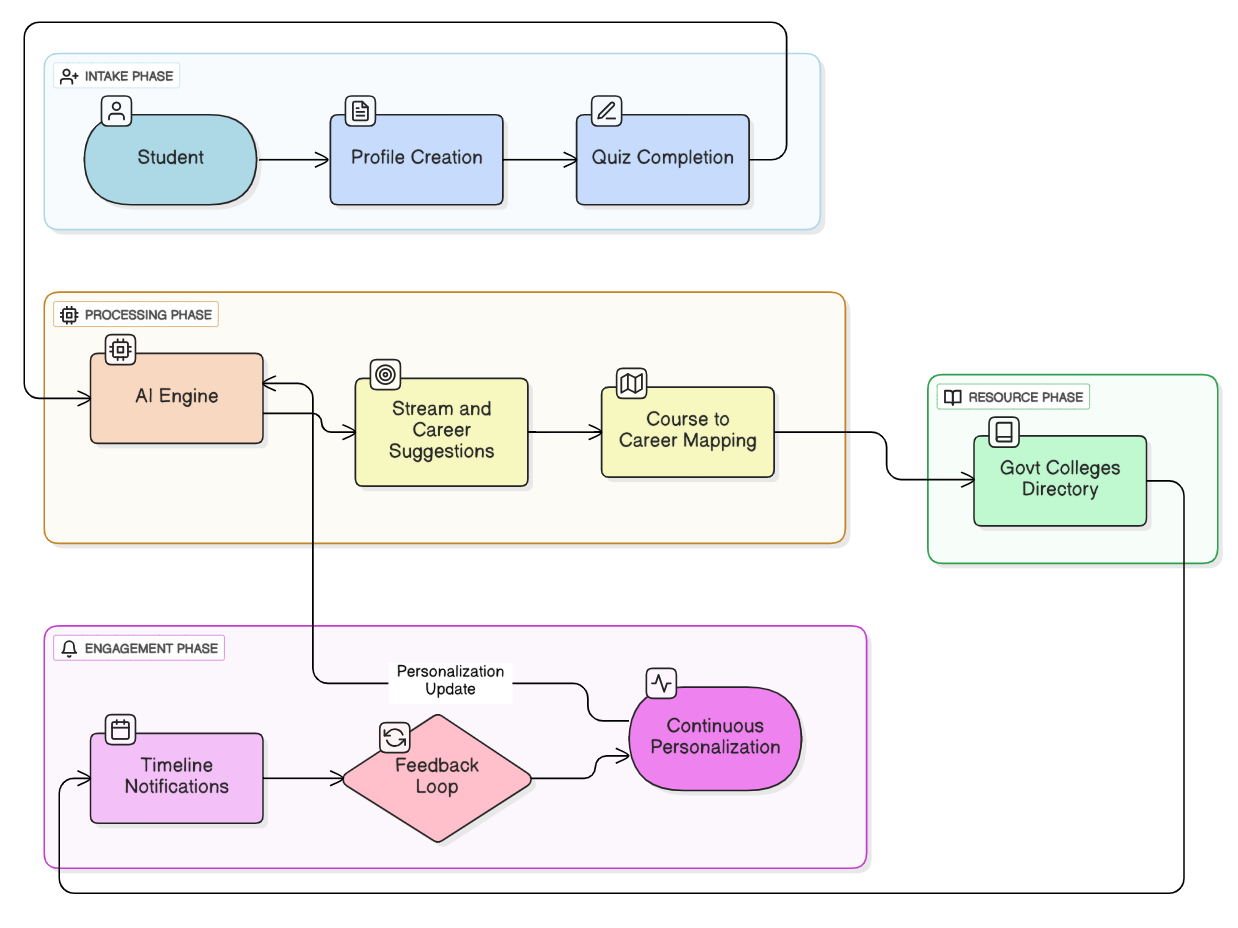 INTAKE PHASE
Student
Profile Creation
Quiz Completion
PROCESSING PHASE
AI Engine
Stream and
Career
Suggestions
Course to
Career Mapping
RESOURCE PHASE
Govt Colleges
Directory
ENGAGEMENT PHASE
Personalization
Update
Timeline
Notifications
Feedback
Loop
Continuous
Personalization